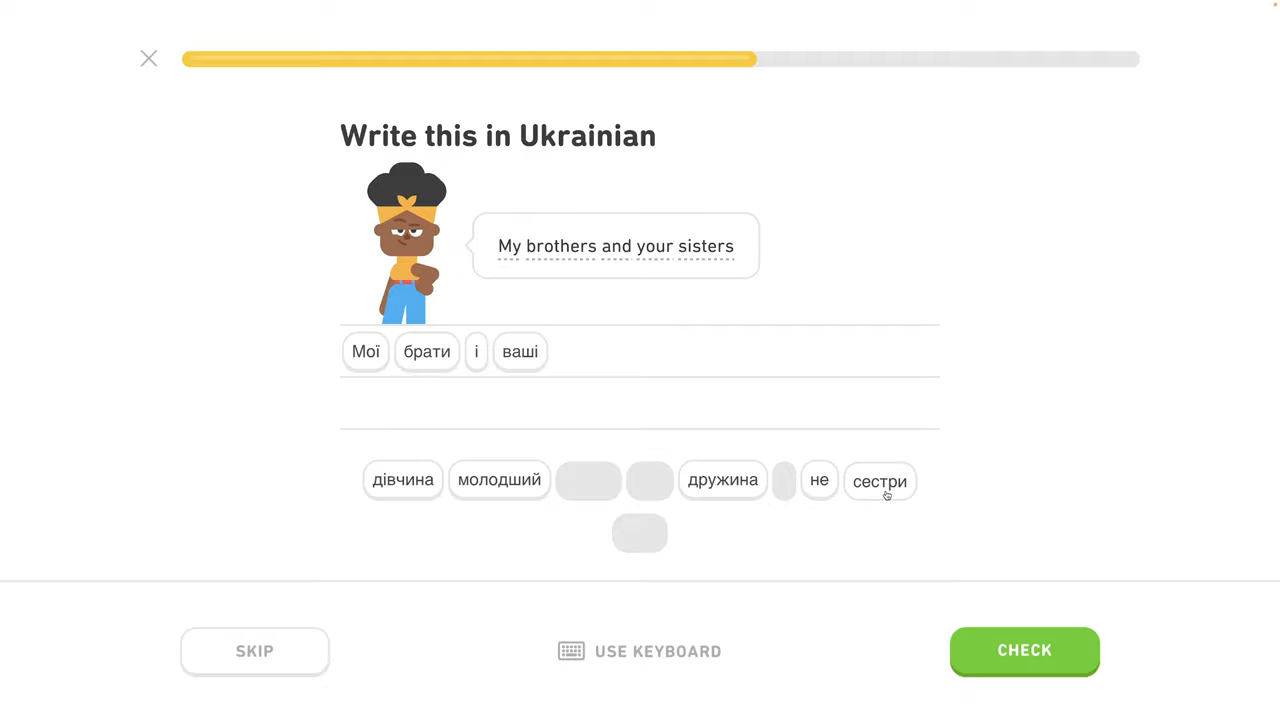 Write this in Ukrainian
My brothers and your sisters
Мої брати і ваші
дівчина молодший дружина не сестри
SKIP USE KEYBOARD CHECK